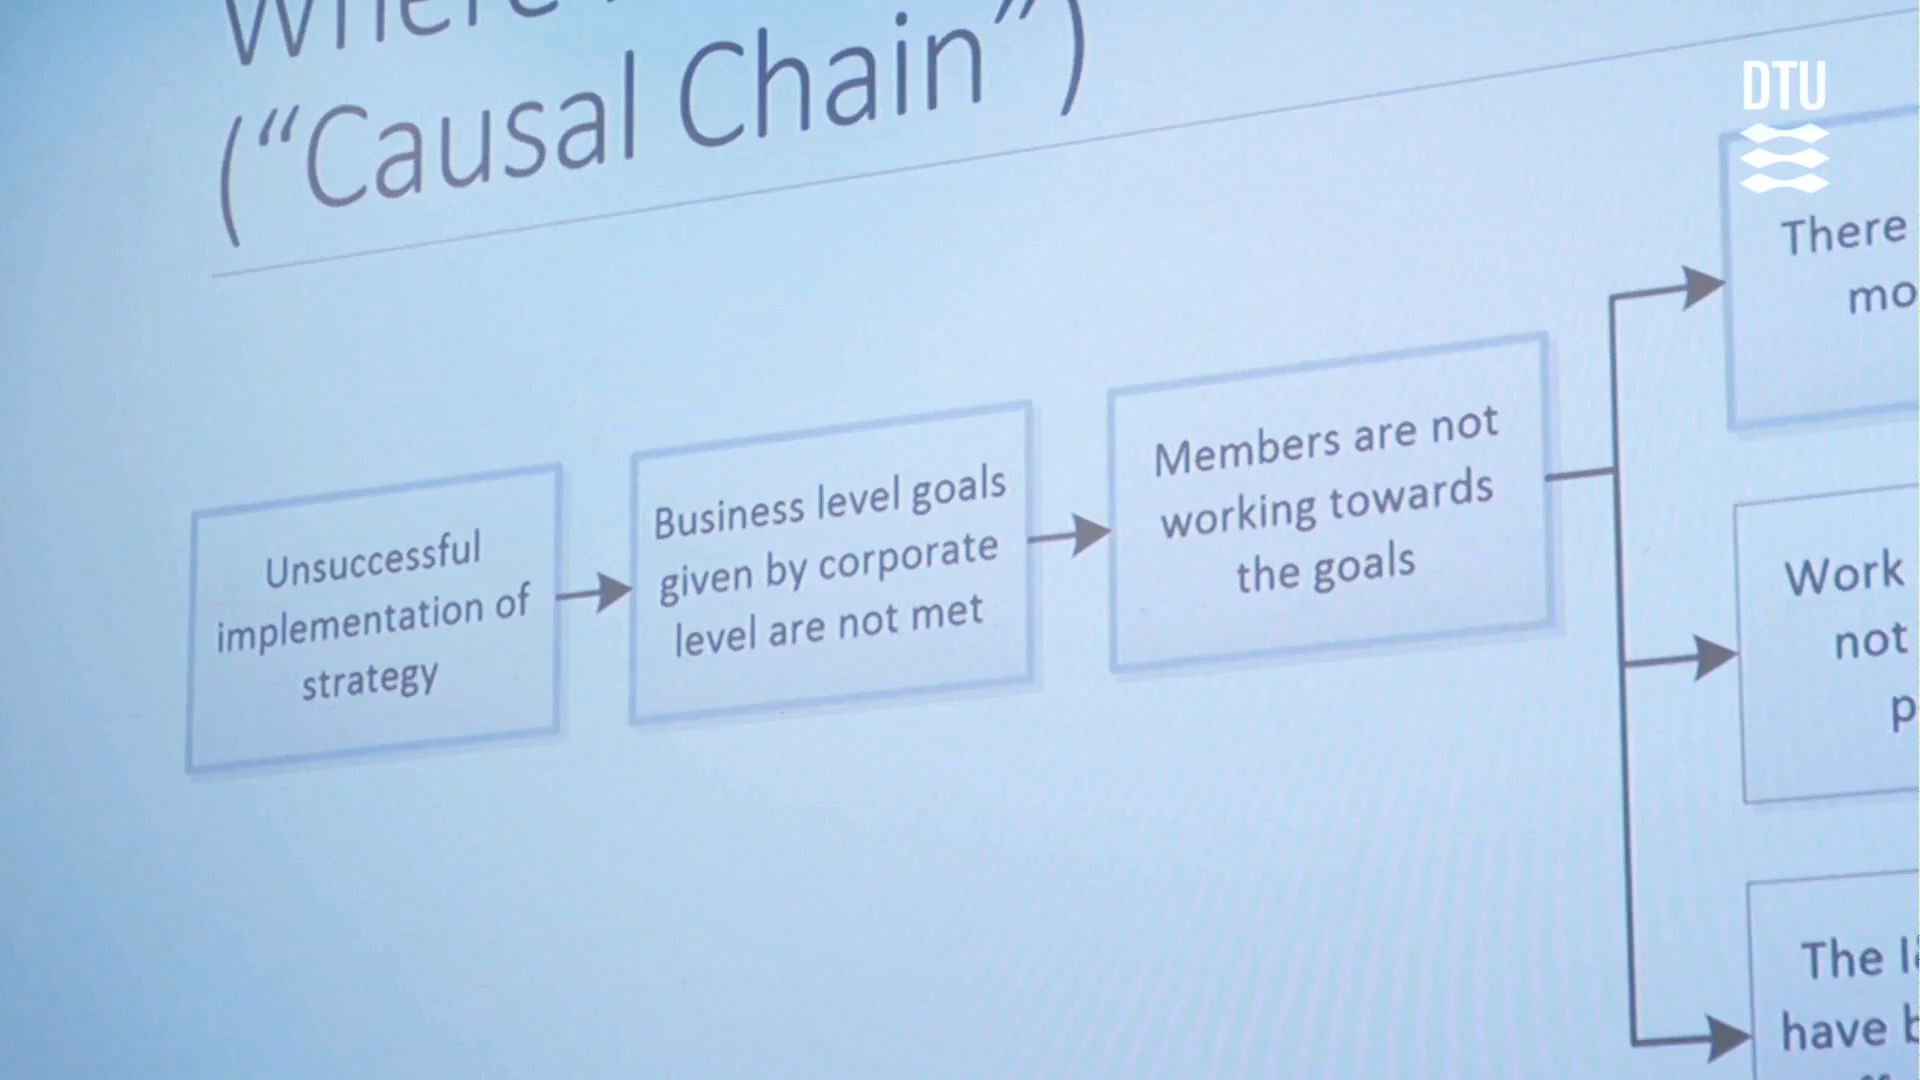 ("Causal Chain")
DTU
Unsuccessful
implementation of
strategy
Business level goals
given by corporate
level are not met
Members are not
working towards
the goals
There
mo
Work
not
p
The
have